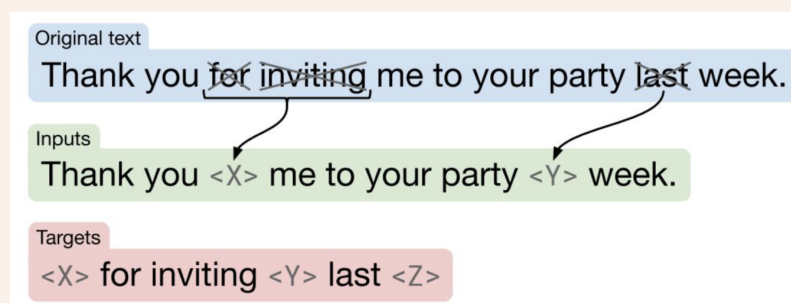 Original text
Thank you for inviting me to your party last week.
Inputs
Thank you <X> me to your party <Y> week.
Targets
<X> for inviting <Y> last <Z>